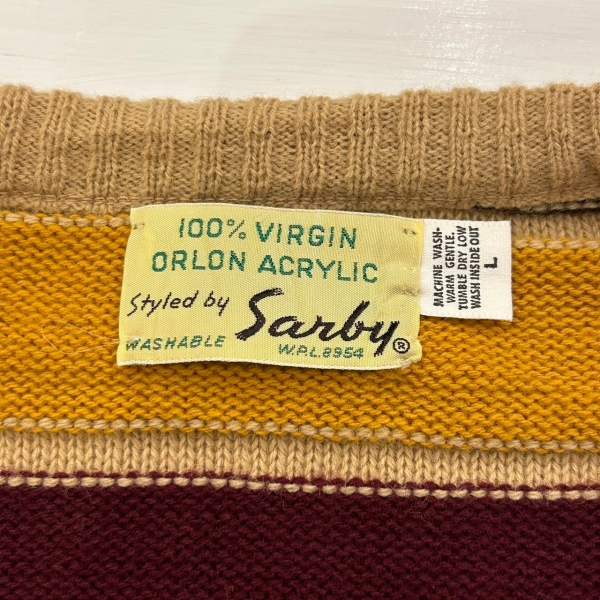 100% VIRGIN
ORLON ACRYLIC
Styled by Sarby®
WASHABLE W.P.L.8954
MACHINE WASH-
WARM GENTLE.
TUMBLE DRY LOW
WASH INSIDE OUT
L